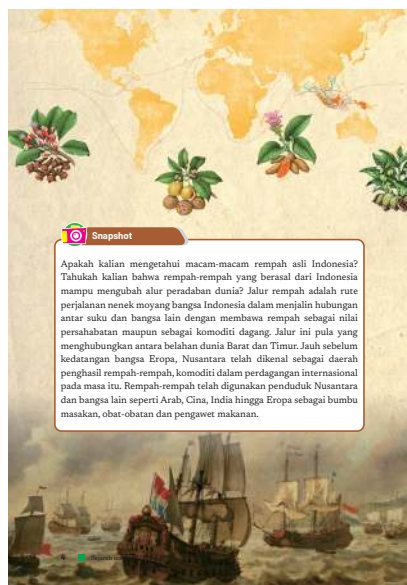 Snapshot
Apakah kalian mengetahui macam-macam rempah asli Indonesia?
Tahukah kalian bahwa rempah-rempah yang berasal dari Indonesia
mampu mengubah alur peradaban dunia? Jalur rempah adalah rute
perjalanan nenek moyang bangsa Indonesia dalam menjalin hubungan
antar suku dan bangsa lain dengan membawa rempah sebagai nilai
persahabatan maupun sebagai komoditi dagang. Jalur ini pula yang
menghubungkan antara belahan dunia Barat dan Timur. Jauh sebelum
kedatangan bangsa Eropa, Nusantara telah dikenal sebagai daerah
penghasil rempah-rempah, komoditi dalam perdagangan internasional
pada masa itu. Rempah-rempah telah digunakan penduduk Nusantara
dan bangsa lain seperti Arab, Cina, India hingga Eropa sebagai bumbu
masakan, obat-obatan dan pengawet makanan.